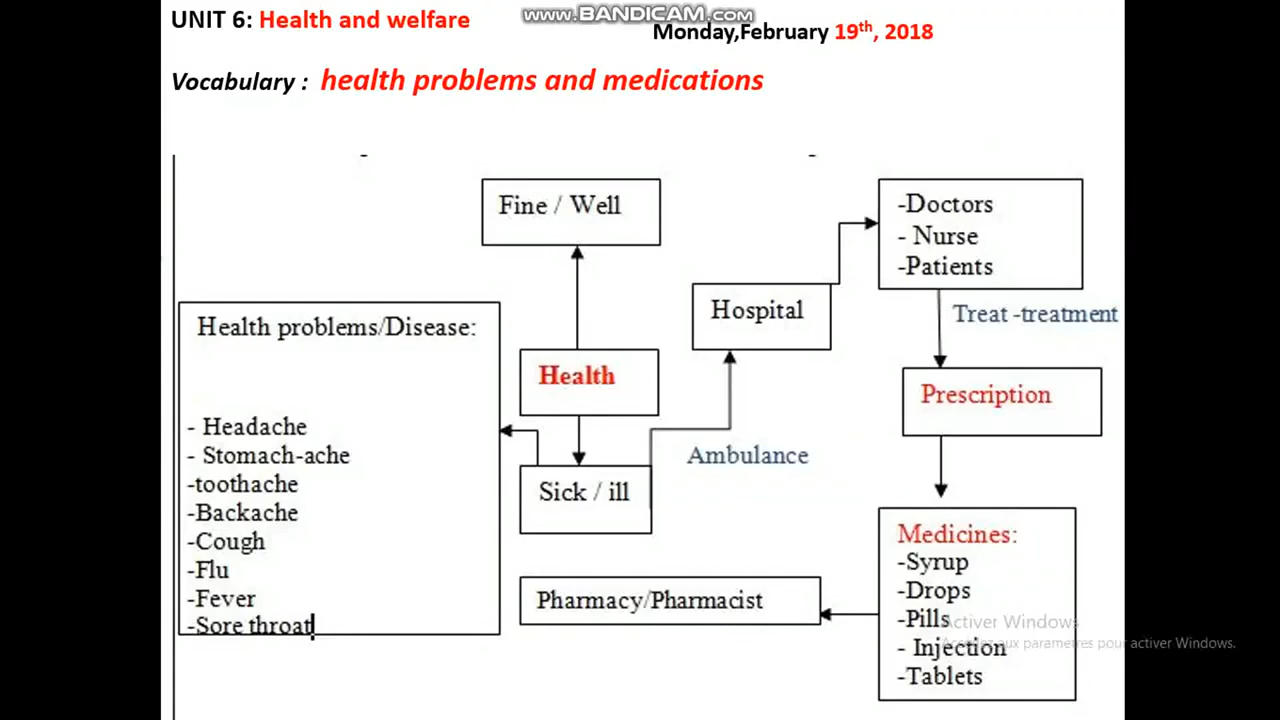 www.BANDICAM.com
UNIT 6: Health and welfare
Monday,February 19th, 2018
Vocabulary : health problems and medications
Fine / Well
-Doctors
- Nurse
-Patients
Hospital
Treat -treatment
Health problems/Disease:
Health
Prescription
- Headache
- Stomach-ache
-toothache
-Backache
-Cough
-Flu
-Fever
-Sore throat
Ambulance
Sick / ill
Medicines:
-Syrup
-Drops
-Pills
- Injection
-Tablets
Pharmacy/Pharmacist
Activer Windows
Accédez aux paramètres pour activer Windows.